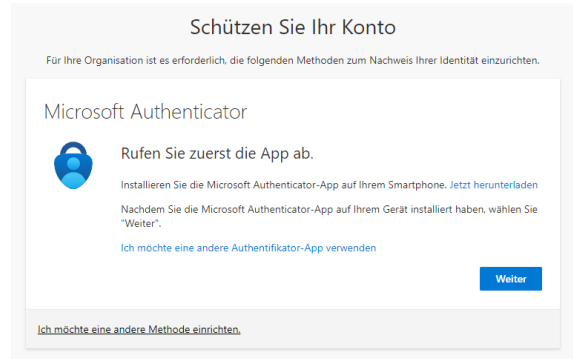 Schützen Sie Ihr Konto
Für Ihre Organisation ist es erforderlich, die folgenden Methoden zum Nachweis Ihrer Identität einzurichten.
Microsoft Authenticator
Rufen Sie zuerst die App ab.
Installieren Sie die Microsoft Authenticator-App auf Ihrem Smartphone. Jetzt herunterladen
Nachdem Sie die Microsoft Authenticator-App auf Ihrem Gerät installiert haben, wählen Sie
"Weiter".
Ich möchte eine andere Authentifikator-App verwenden
Weiter
Ich möchte eine andere Methode einrichten.